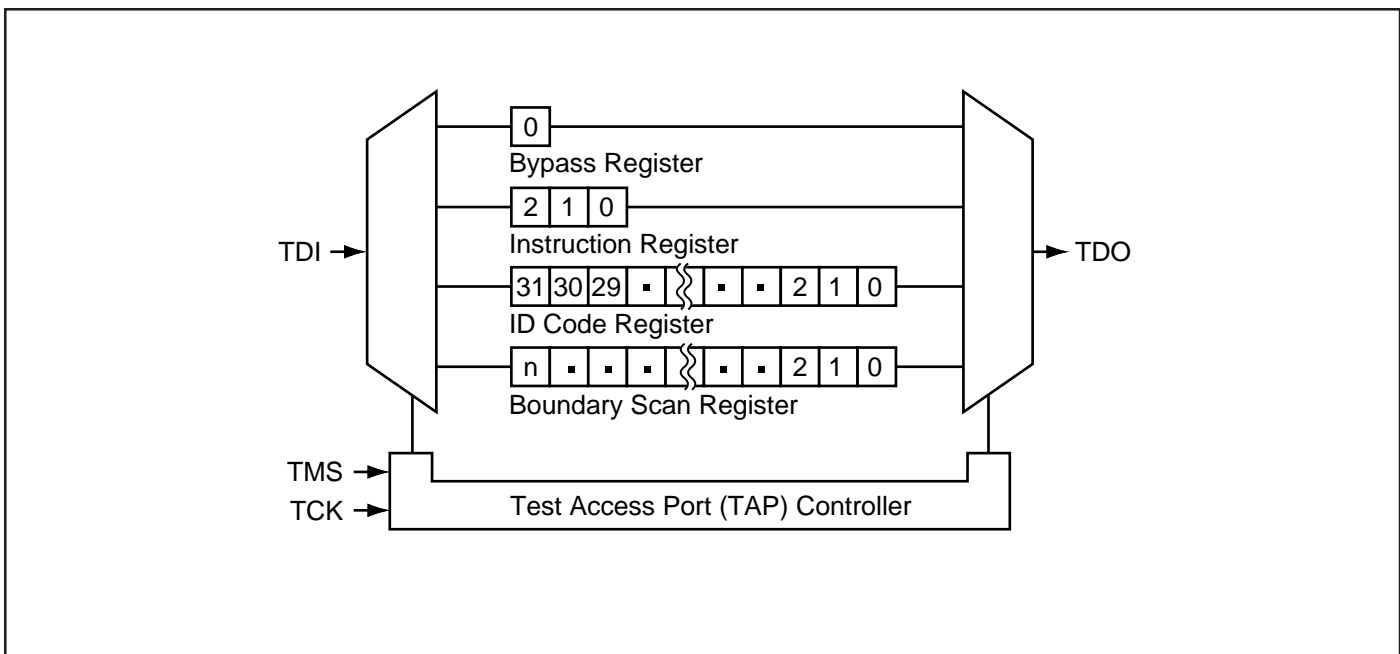 0
Bypass Register
2 1 0
Instruction Register
TDI
TDO
31 30 29 . . . 2 1 0
ID Code Register
n . . . . . 2 1 0
Boundary Scan Register
TMS
TCK
Test Access Port (TAP) Controller